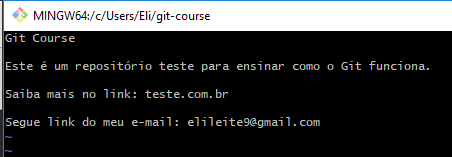 MINGW64:/c/Users/Eli/git-course
Git Course
Este é um repositório teste para ensinar como o Git funciona.
Saiba mais no link: teste.com.br
Segue link do meu e-mail: elileite9@gmail.com
~
~